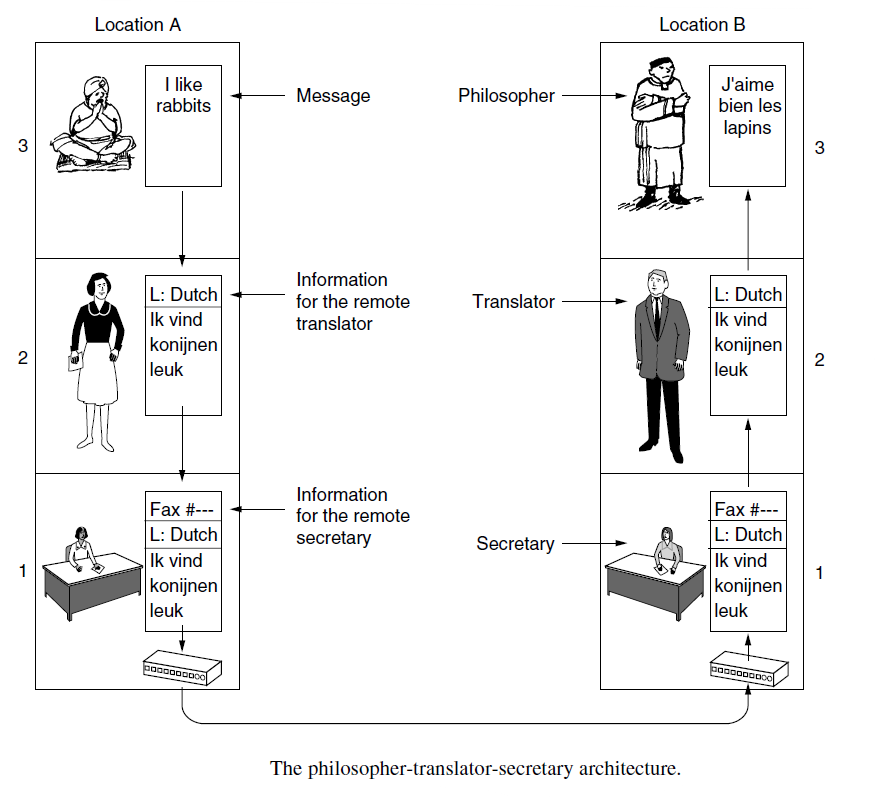 Location A
Location B
I like
rabbits
Message
Philosopher
J'aime
bien les
lapins
3
3
L: Dutch
Ik vind
konijnen
leuk
Information
for the remote
translator
Translator
L: Dutch
Ik vind
konijnen
leuk
2
2
Fax #---
L: Dutch
Ik vind
konijnen
leuk
Information
for the remote
secretary
Secretary
Fax #---
L: Dutch
Ik vind
konijnen
leuk
1
1
The philosopher-translator-secretary architecture.